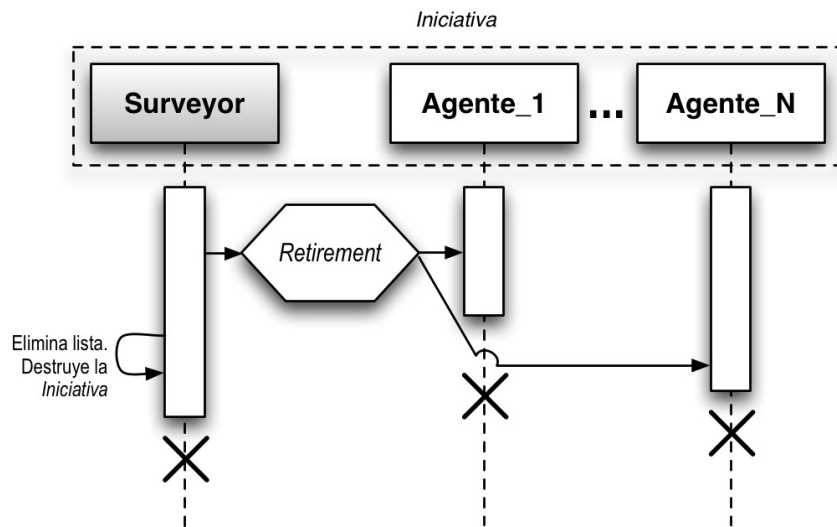 Iniciativa
Surveyor
Agente_1
...
Agente_N
Retirement
Elimina lista.
Destruye la
Iniciativa